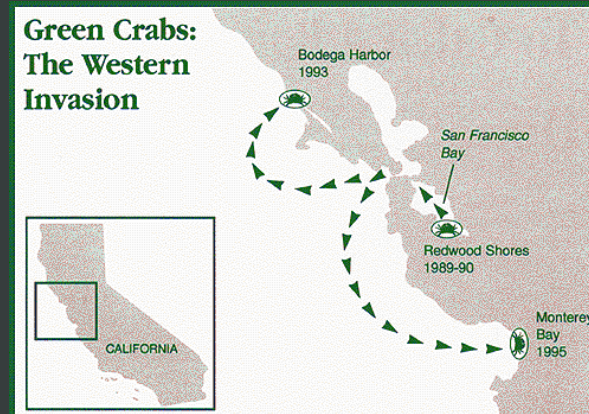 Green Crabs:
The Western
Invasion
Bodega Harbor
1993
San Francisco
Bay
Redwood Shores
1989-90
Monterey
Bay
1995
CALIFORNIA